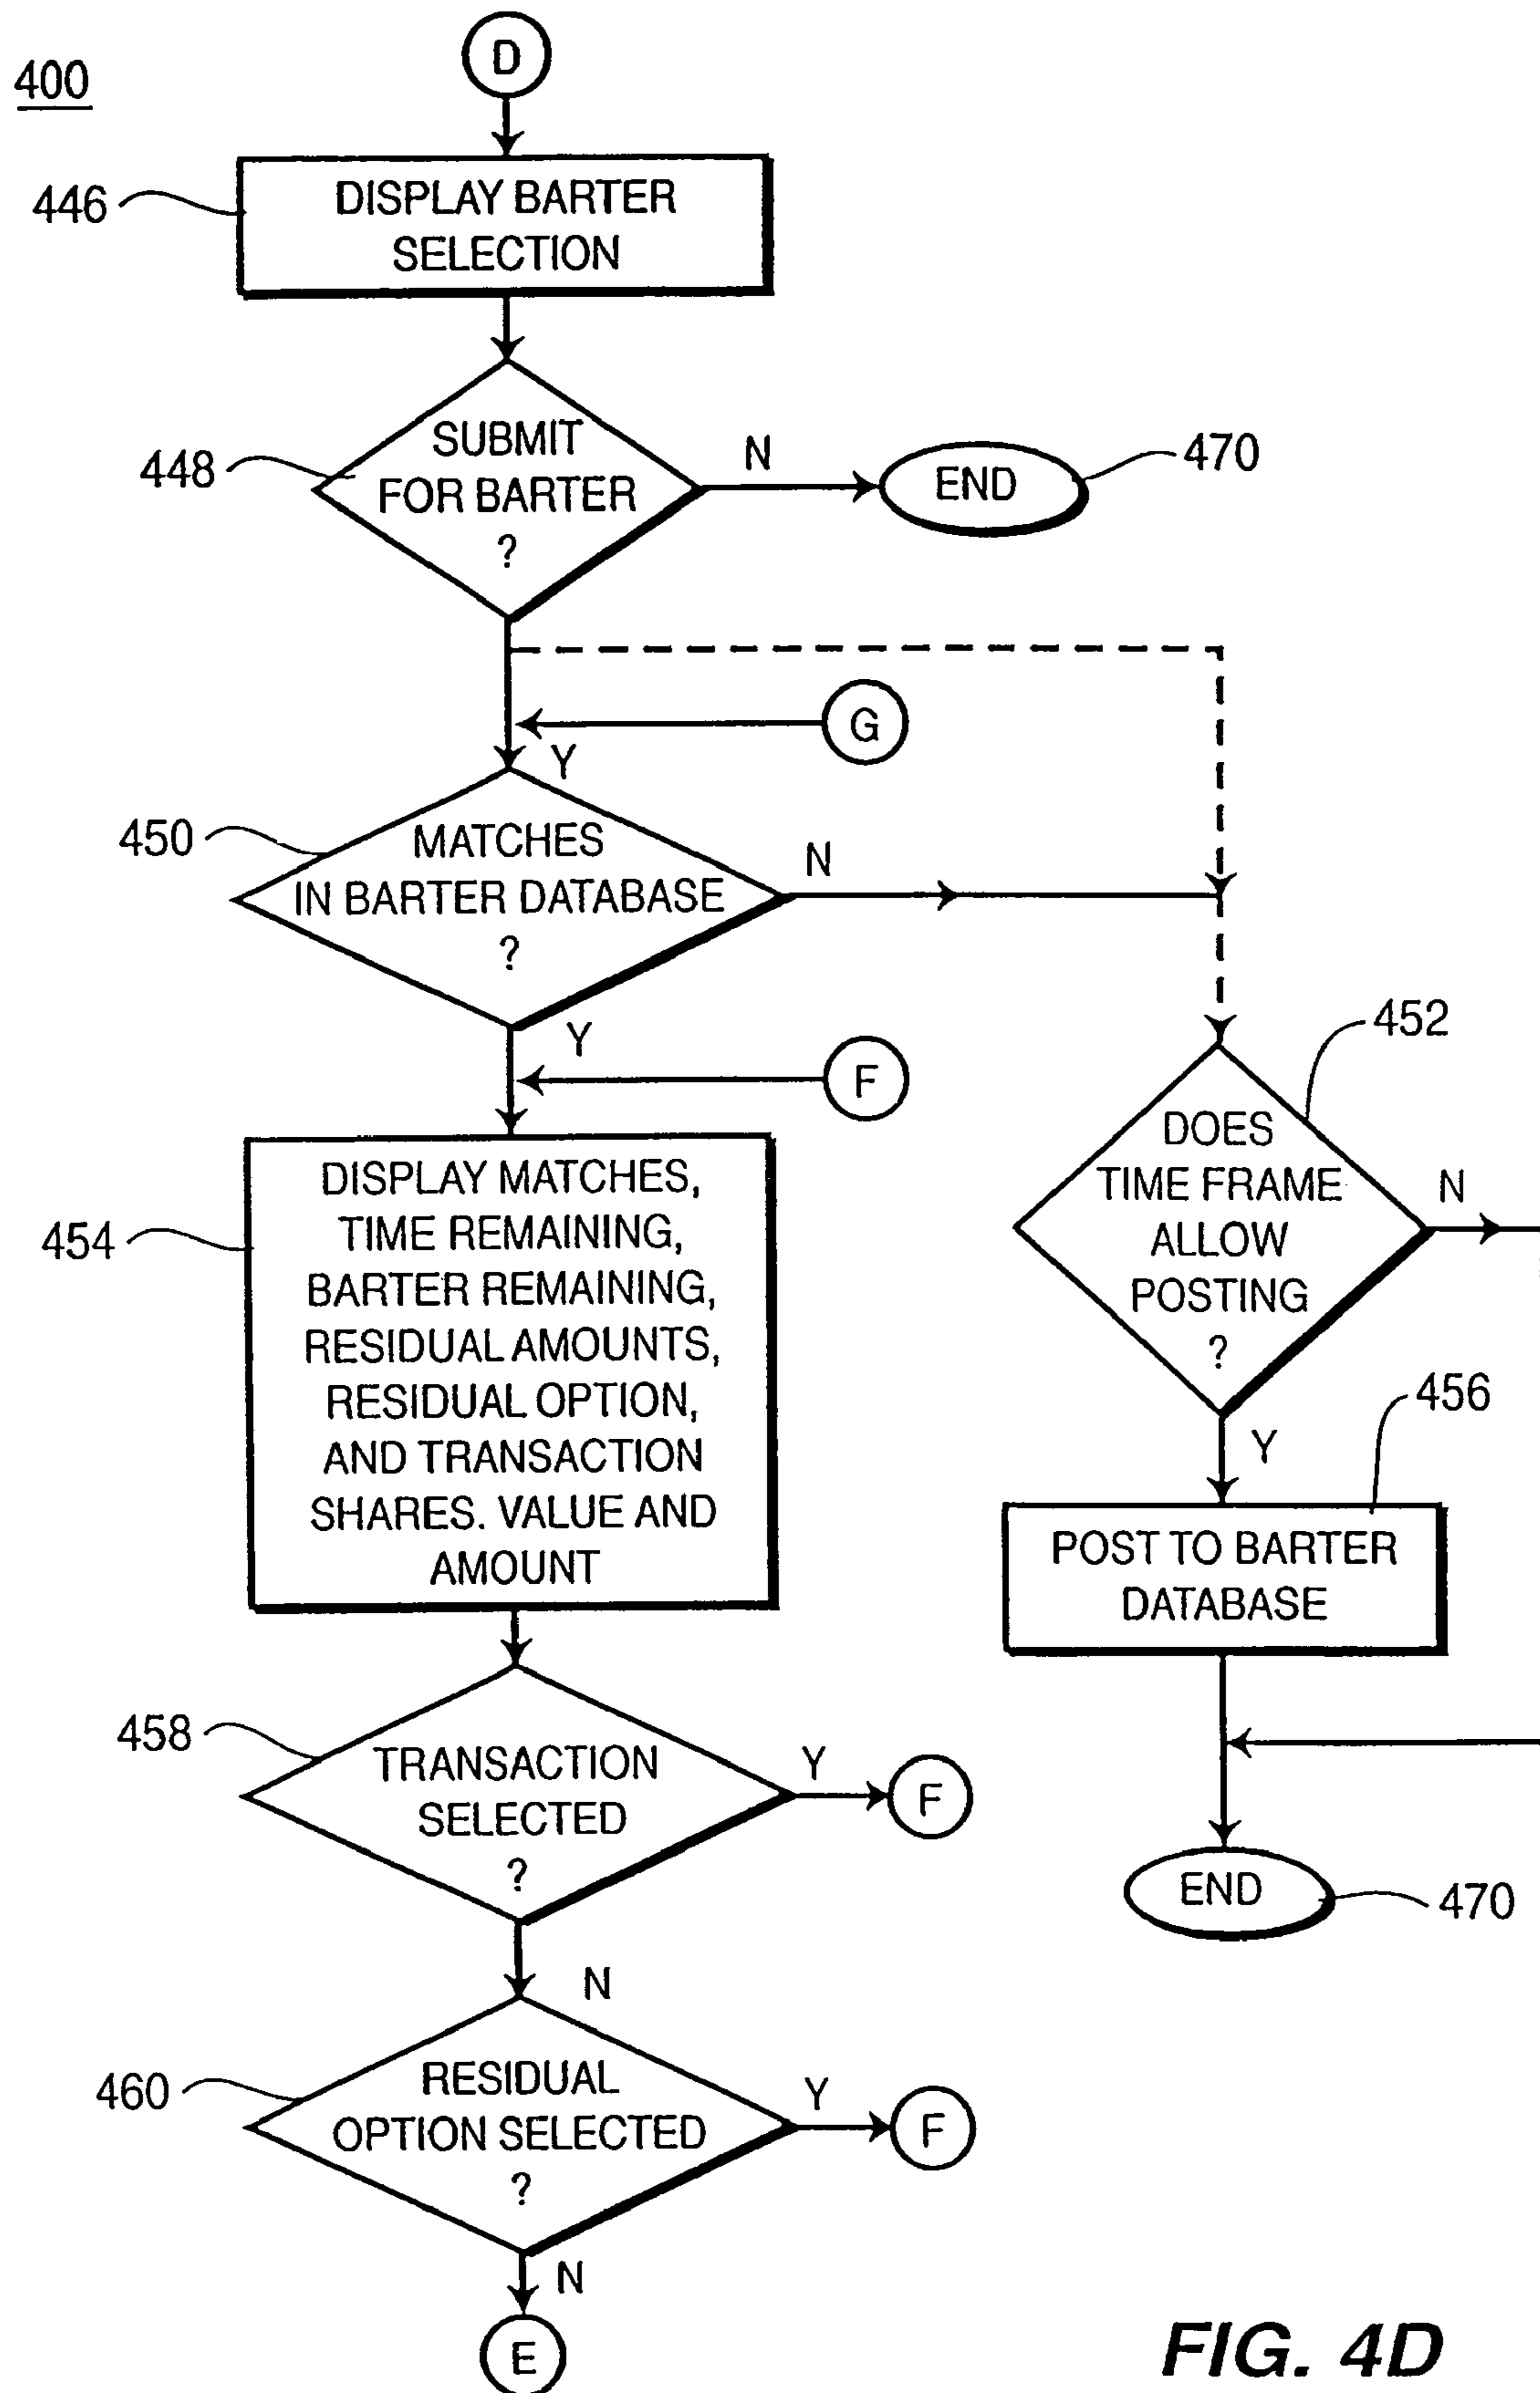 D
400
446
DISPLAY BARTER
SELECTION
448
SUBMIT
FOR BARTER
?
N
END
470
G
Y
450
MATCHES
IN BARTER DATABASE
?
N
Y
F
452
DOES
TIME FRAME
ALLOW
POSTING
?
N
454
DISPLAY MATCHES,
TIME REMAINING,
BARTER REMAINING,
RESIDUAL AMOUNTS,
RESIDUAL OPTION,
AND TRANSACTION
SHARES. VALUE AND
AMOUNT
Y
456
POST TO BARTER
DATABASE
458
TRANSACTION
SELECTED
?
Y
F
END
470
N
460
RESIDUAL
OPTION SELECTED
?
Y
F
N
E
FIG. 4D